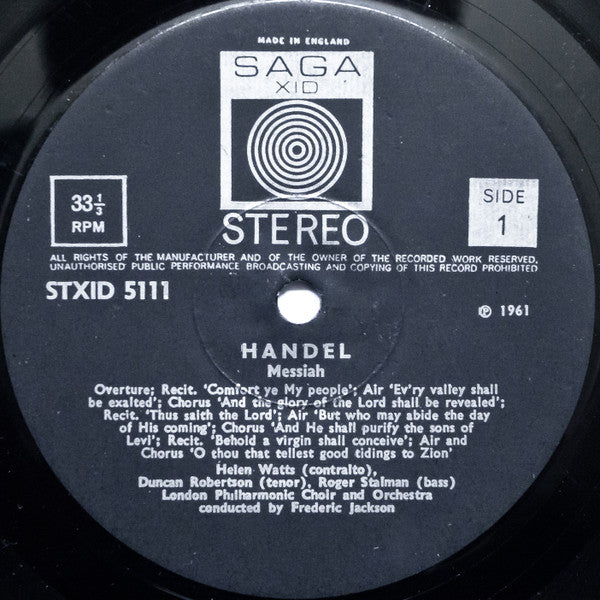 MADE IN ENGLAND
SAGA
XID
STEREO
33⅓
RPM
SIDE
1
ALL RIGHTS OF THE MANUFACTURER AND OF THE OWNER OF THE RECORDED WORK RESERVED.
UNAUTHORISED PUBLIC PERFORMANCE BROADCASTING AND COPYING OF THIS RECORD PROHIBITED
STXID 5111
℗ 1961
HANDEL
Messiah
Overture; Recit. ‘Comfort ye My people’; Air ‘Ev’ry valley shall
be exalted’; Chorus ‘And the glory of the Lord shall be revealed’;
Recit. ‘Thus saith the Lord’; Air ‘But who may abide the day
of His coming’; Chorus ‘And He shall purify the sons of
Levi’; Recit. ‘Behold a virgin shall conceive’; Air and
Chorus ‘O thou that tellest good tidings to Zion’
Helen Watts (contralto),
Duncan Robertson (tenor), Roger Stalman (bass)
London Philharmonic Choir and Orchestra
conducted by Frederic Jackson